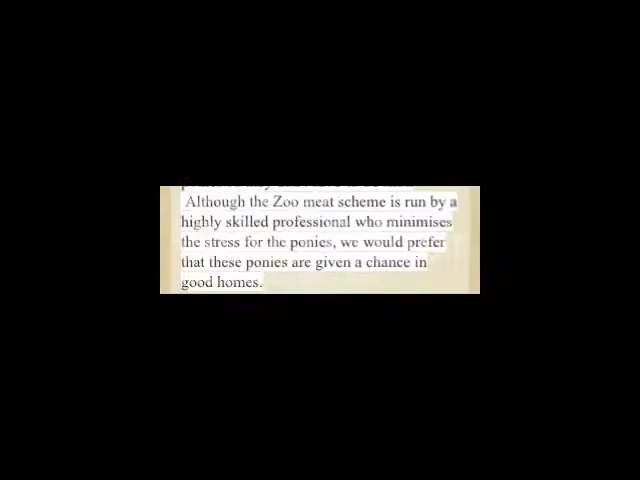 Although the Zoo meat scheme is run by a
highly skilled professional who minimises
the stress for the ponies, we would prefer
that these ponies are given a chance in
good homes.